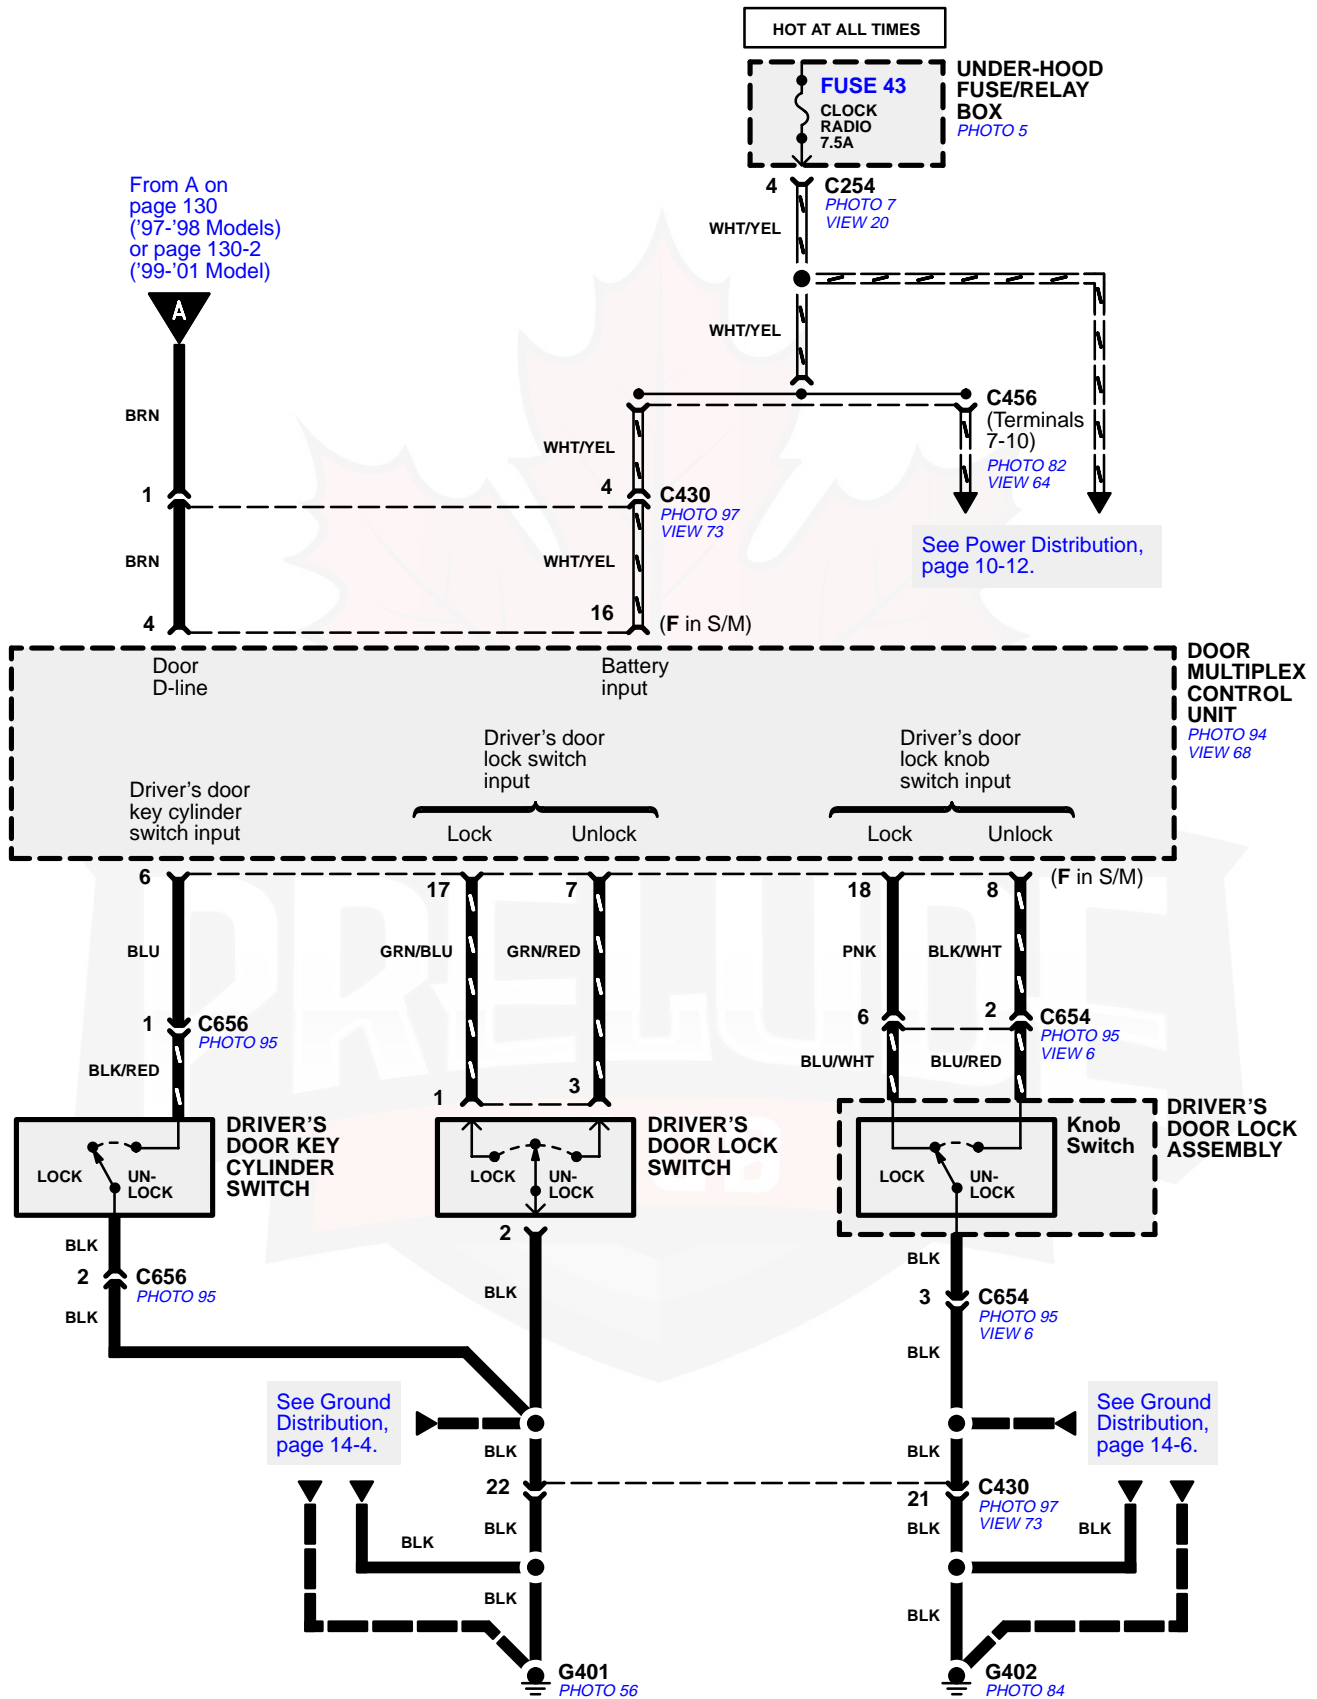 HOT AT ALL TIMES
FUSE 43
CLOCK
RADIO
7.5A
UNDER-HOOD
FUSE/RELAY
BOX
PHOTO 5
From A on
page 130
('97-'98 Models)
or page 130-2
('99-'01 Model)
A
4
C254
PHOTO 7
VIEW 20
WHT/YEL
WHT/YEL
BRN
C456
(Terminals
7-10)
PHOTO 82
VIEW 64
WHT/YEL
1
4
C430
PHOTO 97
VIEW 73
See Power Distribution,
page 10-12.
BRN
WHT/YEL
4
16
(F in S/M)
Door
D-line
Battery
input
DOOR
MULTIPLEX
CONTROL
UNIT
PHOTO 94
VIEW 68
Driver's door
key cylinder
switch input
Driver's door
lock switch
input
Lock
Unlock
Driver's door
lock knob
switch input
Lock
Unlock
6
17
7
18
8
(F in S/M)
BLU
GRN/BLU
GRN/RED
PNK
BLK/WHT
1
C656
PHOTO 95
6
2
C654
PHOTO 95
VIEW 6
BLK/RED
BLU/WHT
BLU/RED
1
3
PRELUDE
LOCK
UN-
LOCK
DRIVER'S
DOOR KEY
CYLINDER
SWITCH
LOCK
UN-
LOCK
DRIVER'S
DOOR LOCK
SWITCH
LOCK
UN-
LOCK
Knob
Switch
DRIVER'S
DOOR LOCK
ASSEMBLY
BLK
2
C656
PHOTO 95
BLK
2
BLK
BLK
3
C654
PHOTO 95
VIEW 6
BLK
See Ground
Distribution,
page 14-4.
See Ground
Distribution,
page 14-6.
BLK
BLK
22
21
C430
PHOTO 97
VIEW 73
BLK
BLK
BLK
BLK
BLK
BLK
G401
PHOTO 56
G402
PHOTO 84